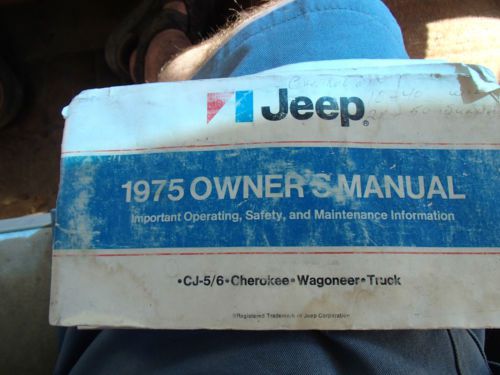 Jeep®
1975 OWNER'S MANUAL
Important Operating, Safety, and Maintenance Information
•CJ-5/6•Cherokee•Wagoneer•Truck
®Registered Trademark of Jeep Corporation